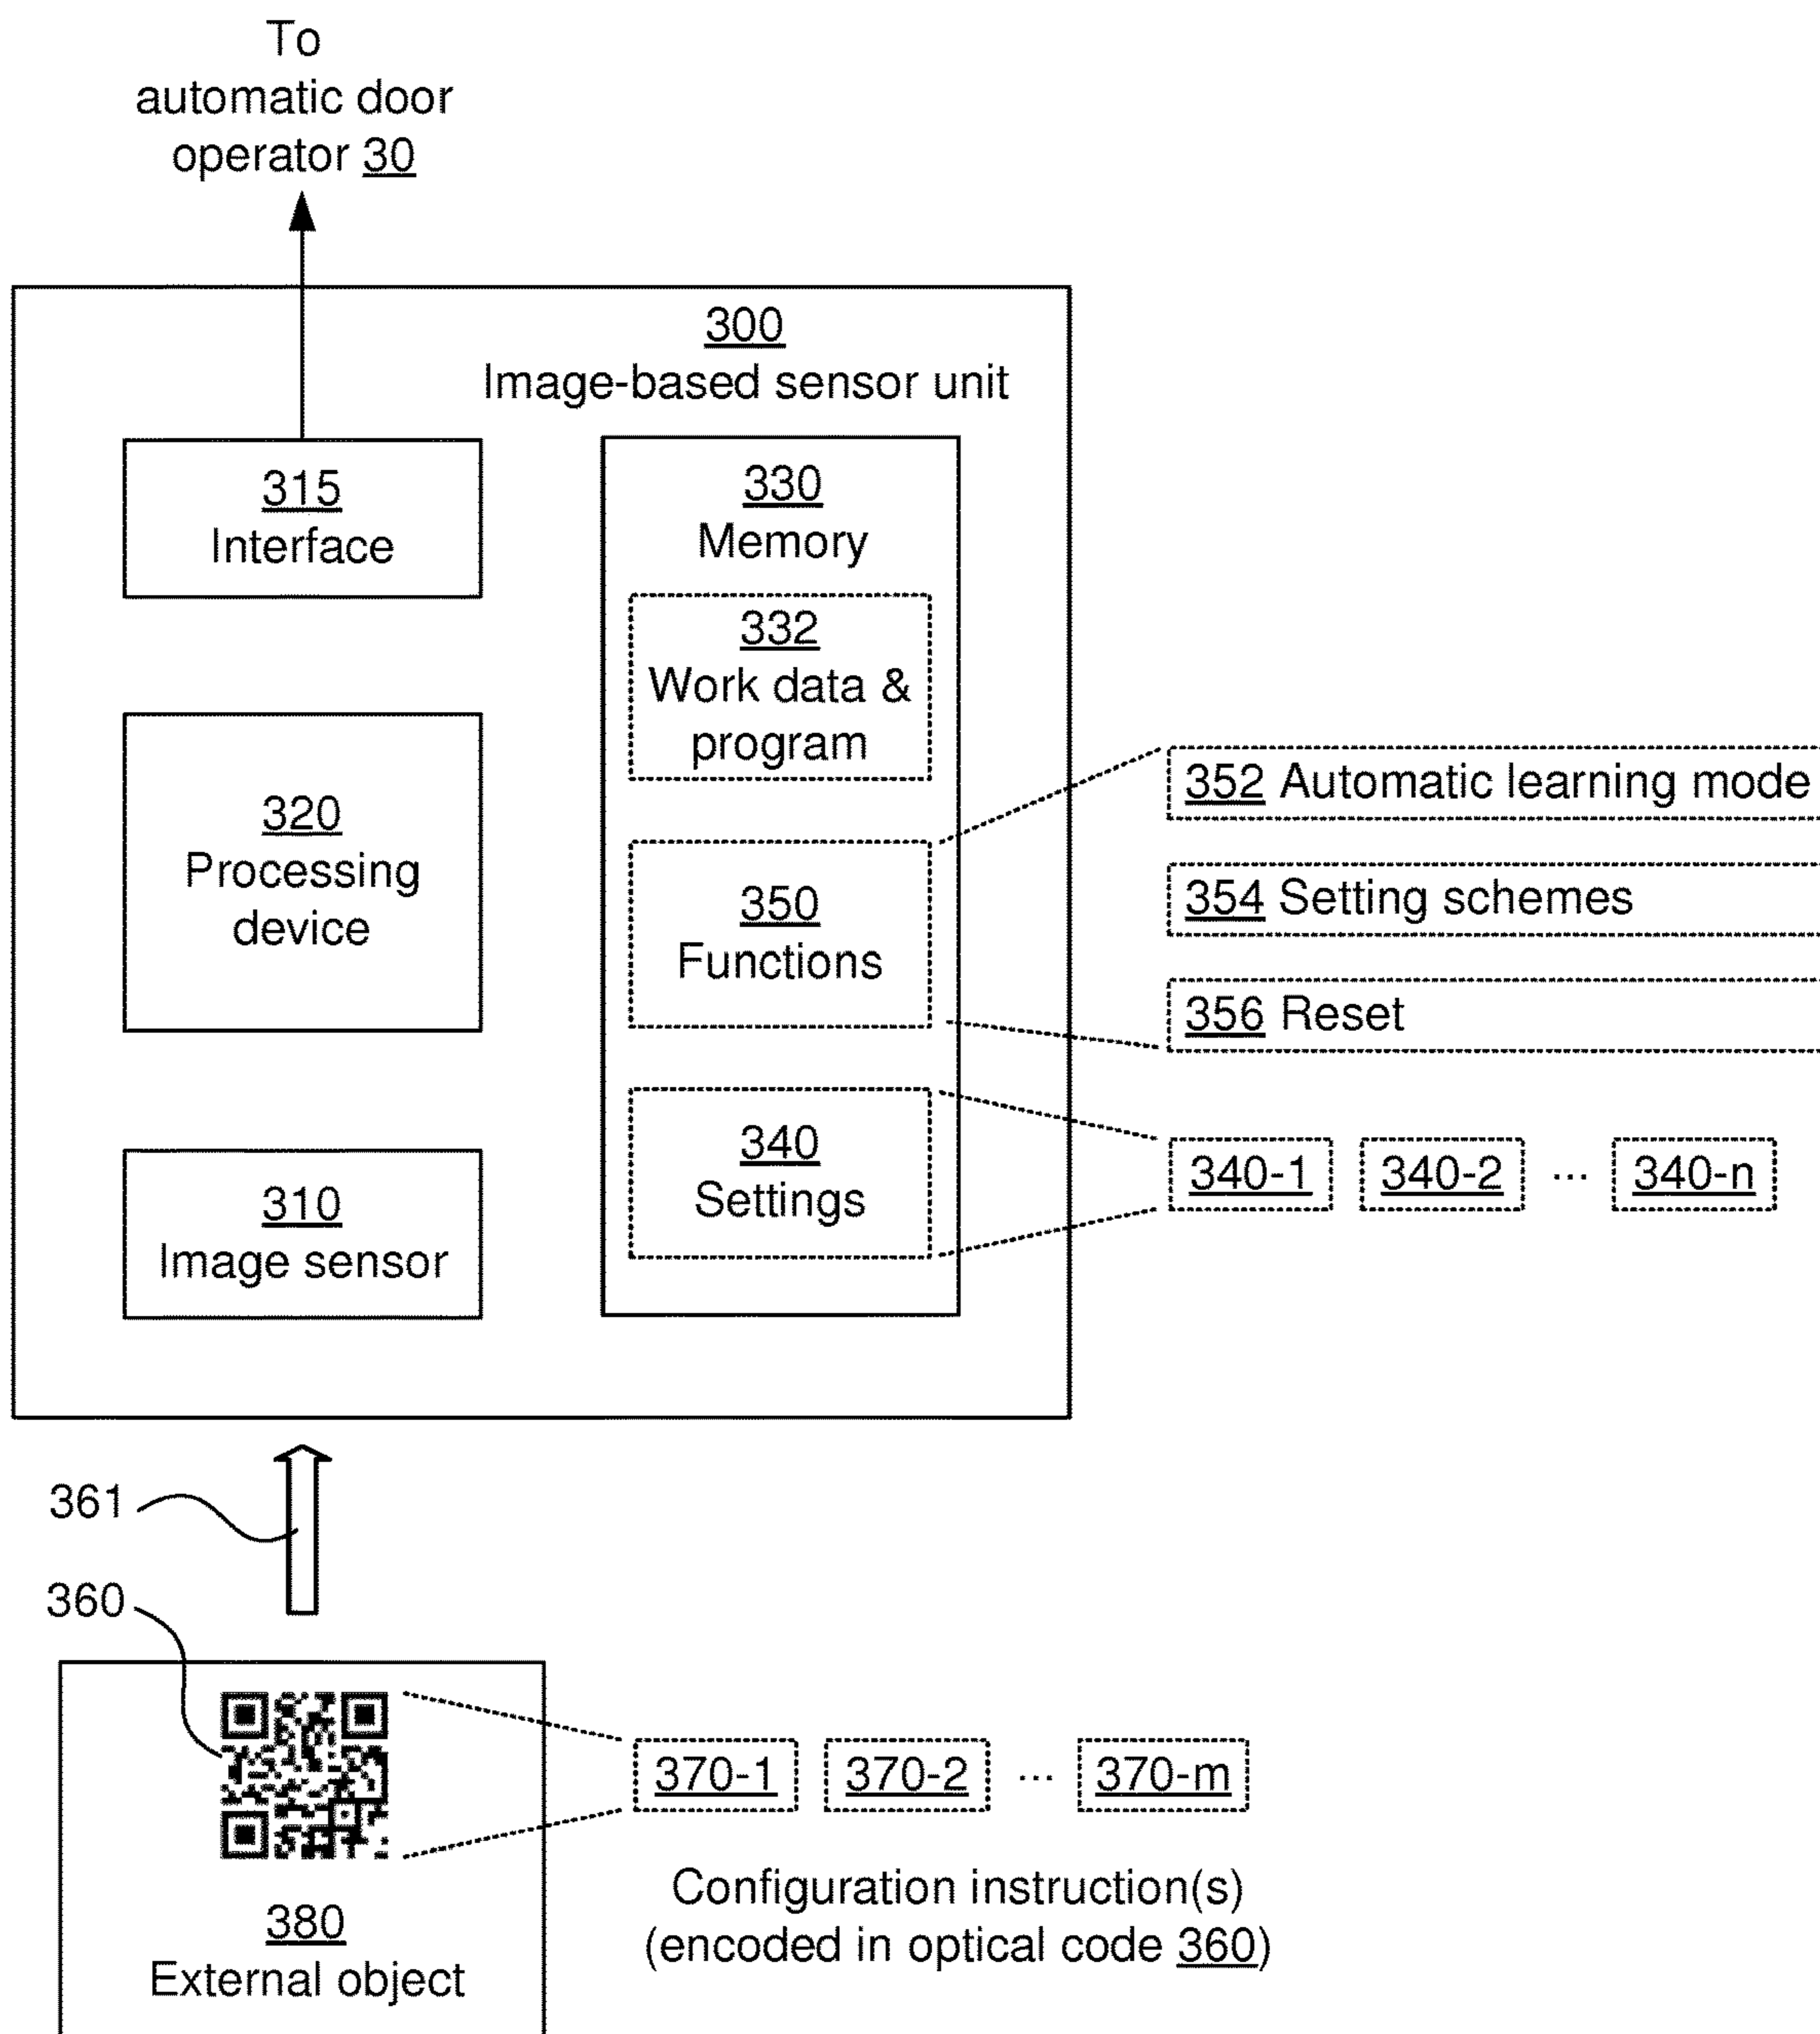 To
automatic door
operator 30
300
Image-based sensor unit
315
Interface
330
Memory
332
Work data &
program
320
Processing
device
350
Functions
352 Automatic learning mode
354 Setting schemes
356 Reset
310
Image sensor
340
Settings
340-1 340-2 ... 340-n
361
360
370-1 370-2 ... 370-m
Configuration instruction(s)
(encoded in optical code 360)
380
External object